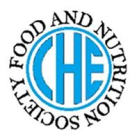 FOOD AND NUTRITION SOCIETY
CHE